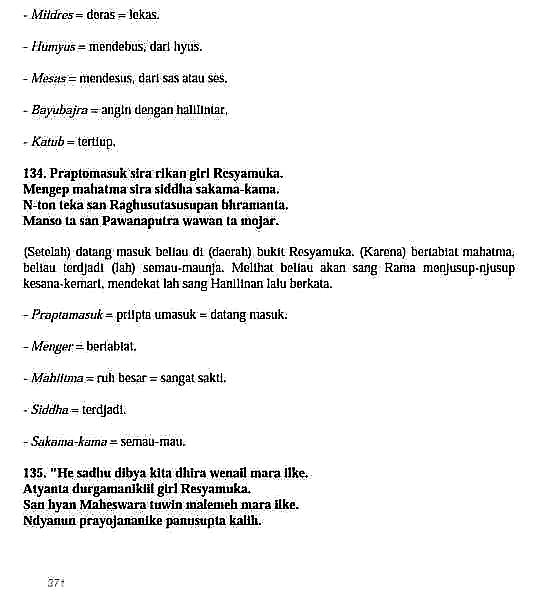 - Mildres = deras = lekas.
- Humyus = mendebus, dari hyus.
- Mesas = mendesus, dari sas atau ses.
- Bayubajra = angin dengan halilintar.
- Katub = tertiup.
134. Praptomasuk sira rikan giri Resyamuka.
Mengep mahatma sira siddha sakama-kama.
N-ton teka san Raghusutasusupan bhramanta.
Manso ta san Pawanaputra wawan ta mojar.
(Setelah) datang masuk beliau di (daerah) bukit Resyamuka. (Karena) bertabiat mahatma,
beliau terdjadi (lah) semau-maunja. Melihat beliau akan sang Rama menjusup-njusup
kesana-kemari, mendekat lah sang Hanilinan lalu berkata.
- Praptamasuk = priipta umasuk = datang masuk.
- Menger = bertabiat.
- Mahiitma = ruh besar = sangat sakti.
- Siddha = terdjadi.
- Sakama-kama = semau-mau.
135. "He sadhu dibya kita dhira wenail mara ilke.
Atyanta durgamaniklil giri Resyamuka.
San hyan Maheswara tuwin malemeh mara ilke.
Ndyanun prayojananike panusupta kalih.
371